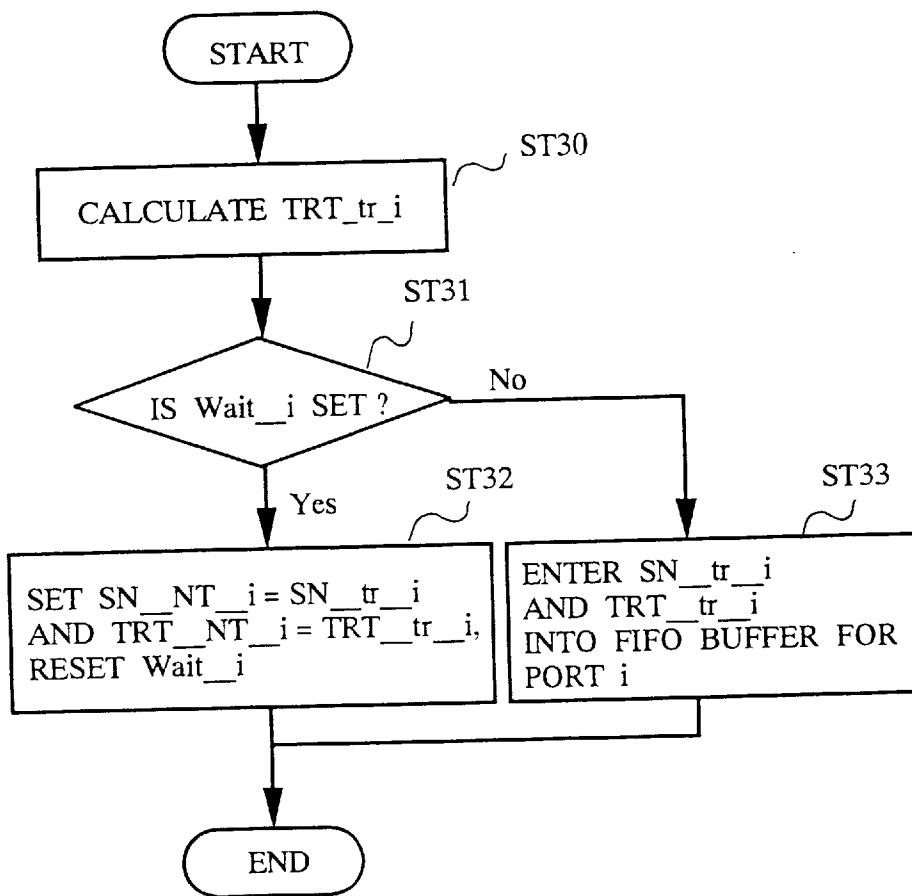 START
ST30
CALCULATE TRT_tr_i
ST31
IS Wait__i SET ?
No
Yes
ST32
SET SN__NT__i = SN__tr__i
AND TRT__NT__i = TRT__tr__i,
RESET Wait__i
ST33
ENTER SN__tr__i
AND TRT__tr__i
INTO FIFO BUFFER FOR
PORT i
END